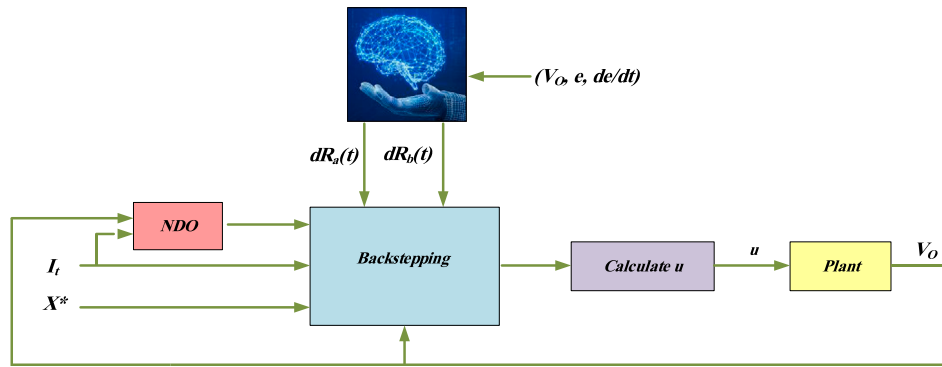 (V_O, e, de/dt)
dR_a(t)
dR_b(t)
NDO
I_t
X*
Backstepping
Calculate u
u
Plant
V_O